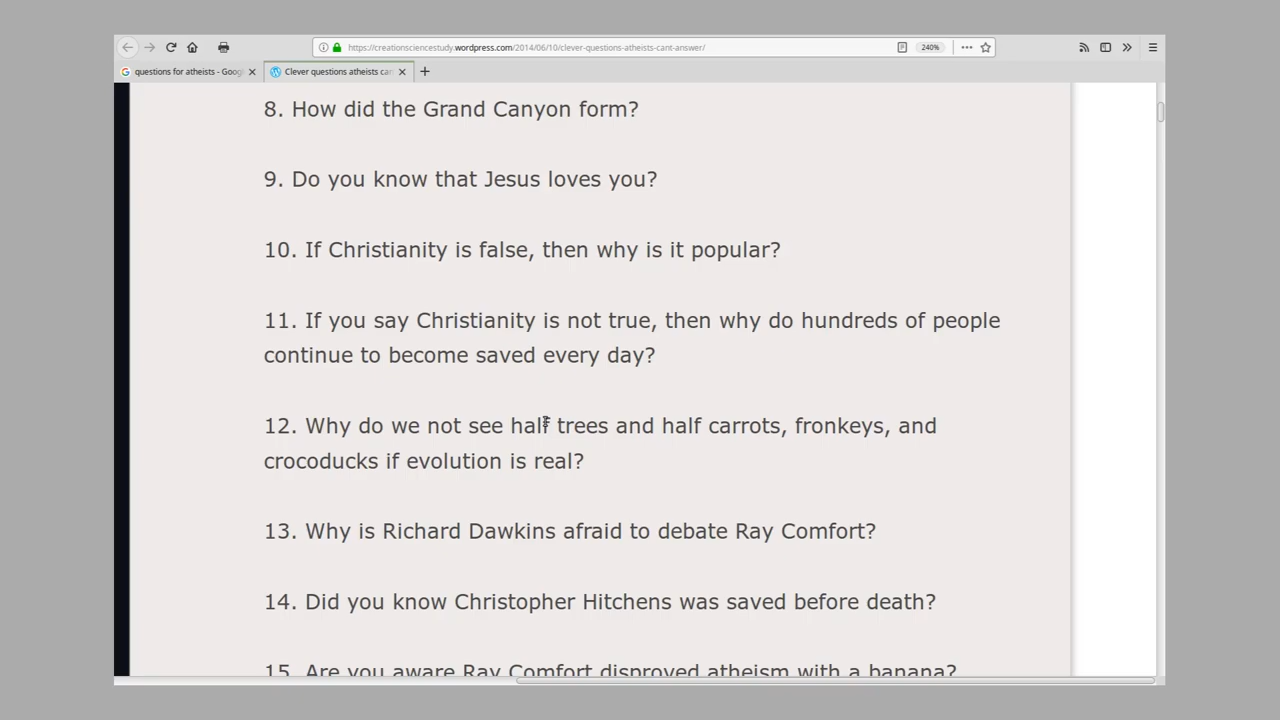 https://creationsciencestudy.wordpress.com/2014/06/10/clever-questions-atheists-cant-answer/
240%
questions for atheists - Goog
Clever questions atheists can
8. How did the Grand Canyon form?
9. Do you know that Jesus loves you?
10. If Christianity is false, then why is it popular?
11. If you say Christianity is not true, then why do hundreds of people
continue to become saved every day?
12. Why do we not see half trees and half carrots, fronkeys, and
crocoducks if evolution is real?
13. Why is Richard Dawkins afraid to debate Ray Comfort?
14. Did you know Christopher Hitchens was saved before death?
15. Are you aware Ray Comfort disproved atheism with a banana?